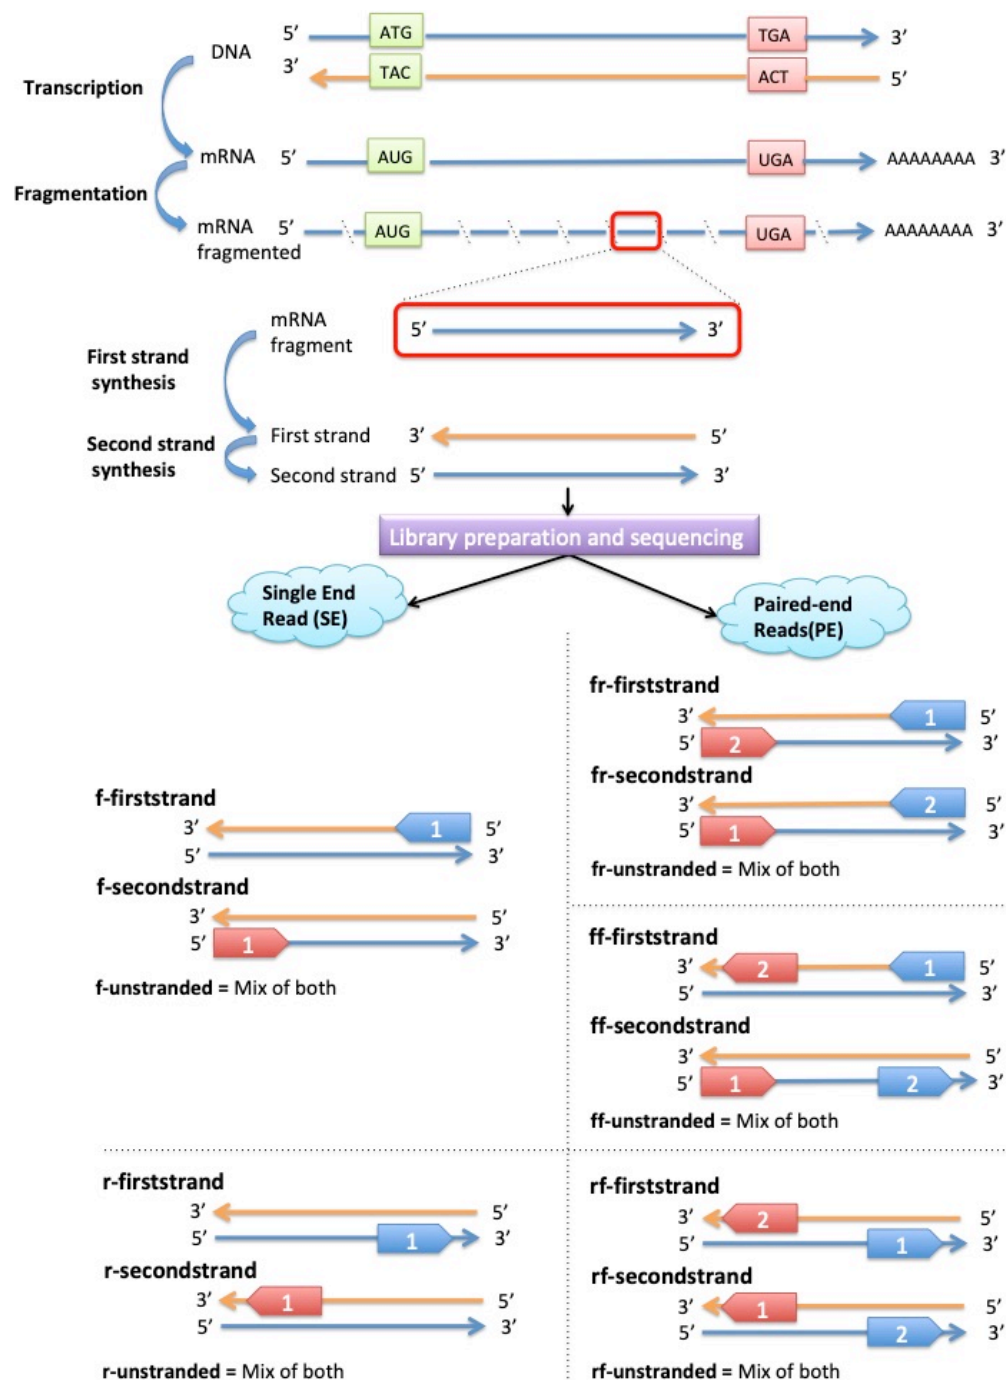 5’ ATG TGA 3’
DNA
3’ TAC ACT 5’
Transcription
mRNA 5’ AUG UGA AAAAAAAA 3’
Fragmentation
mRNA 5’ AUG UGA AAAAAAAA 3’
fragmented
mRNA
fragment
5’ 3’
First strand
synthesis
First strand 3’ 5’
Second strand
synthesis
Second strand 5’ 3’
Library preparation and sequencing
Single End
Read (SE)
Paired-end
Reads(PE)
f-firststrand
3’ 1 5’
5’ 3’
f-secondstrand
3’ 5’
5’ 1 3’
f-unstranded = Mix of both
fr-firststrand
3’ 1 5’
5’ 2 3’
fr-secondstrand
3’ 2 5’
5’ 1 3’
fr-unstranded = Mix of both
ff-firststrand
3’ 2 1 5’
5’ 3’
ff-secondstrand
3’ 5’
5’ 1 2 3’
ff-unstranded = Mix of both
r-firststrand
3’ 5’
5’ 1 3’
r-secondstrand
3’ 1 5’
5’ 3’
r-unstranded = Mix of both
rf-firststrand
3’ 2 5’
5’ 1 3’
rf-secondstrand
3’ 1 5’
5’ 2 3’
rf-unstranded = Mix of both